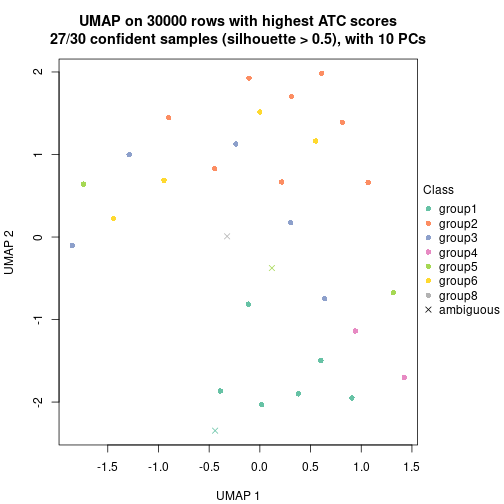 UMAP on 30000 rows with highest ATC scores
27/30 confident samples (silhouette > 0.5), with 10 PCs
2
1
0
-1
-2
UMAP 2
-1.5
-1.0
-0.5
0.0
0.5
1.0
1.5
UMAP 1
Class
group1
group2
group3
group4
group5
group6
group8
ambiguous